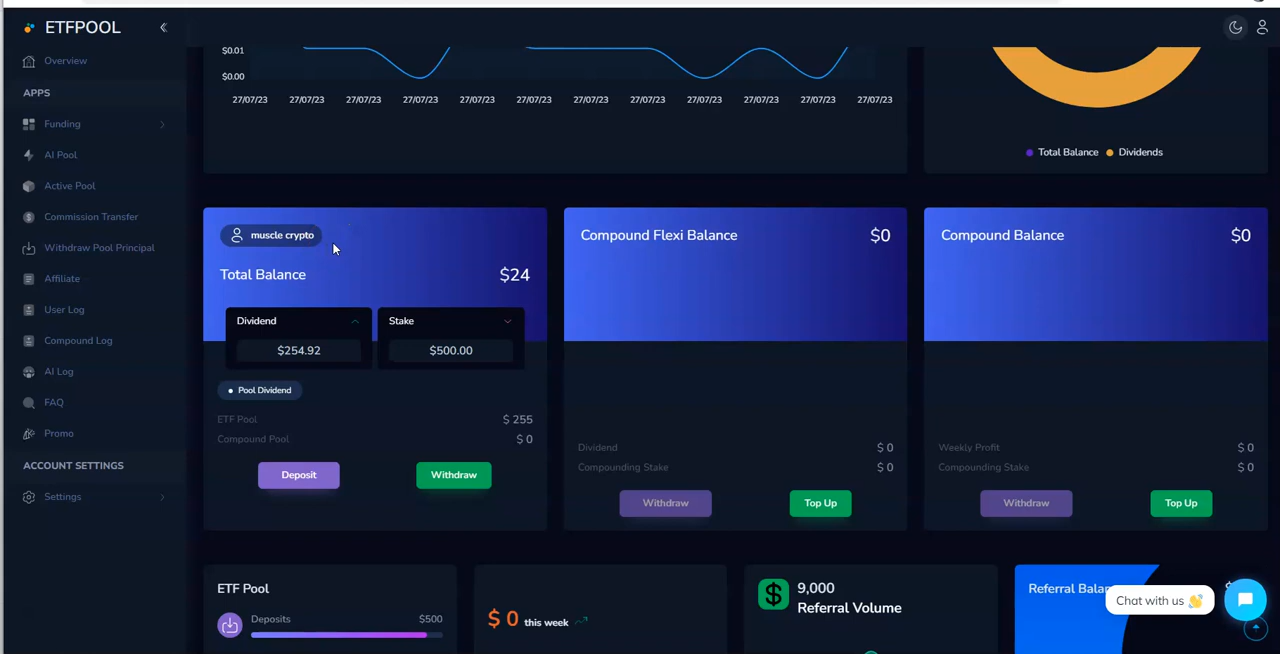 ETFPOOL
Overview
APPS
Funding
AI Pool
Active Pool
Commission Transfer
Withdraw Pool Principal
Affiliate
User Log
Compound Log
AI Log
FAQ
Promo
ACCOUNT SETTINGS
Settings
$0.01
$0.00
27/07/23 27/07/23 27/07/23 27/07/23 27/07/23 27/07/23 27/07/23 27/07/23 27/07/23 27/07/23 27/07/23 27/07/23
Total Balance Dividends
muscle crypto
Total Balance $24
Dividend Stake
$254.92 $500.00
Pool Dividend
ETF Pool $ 255
Compound Pool $ 0
Deposit Withdraw
Compound Flexi Balance $0
Dividend $ 0
Compounding Stake $ 0
Withdraw Top Up
Compound Balance $0
Weekly Profit $ 0
Compounding Stake $ 0
Withdraw Top Up
ETF Pool
Deposits $500
$ 0 this week
9,000
Referral Volume
Referral
Chat with us 👋